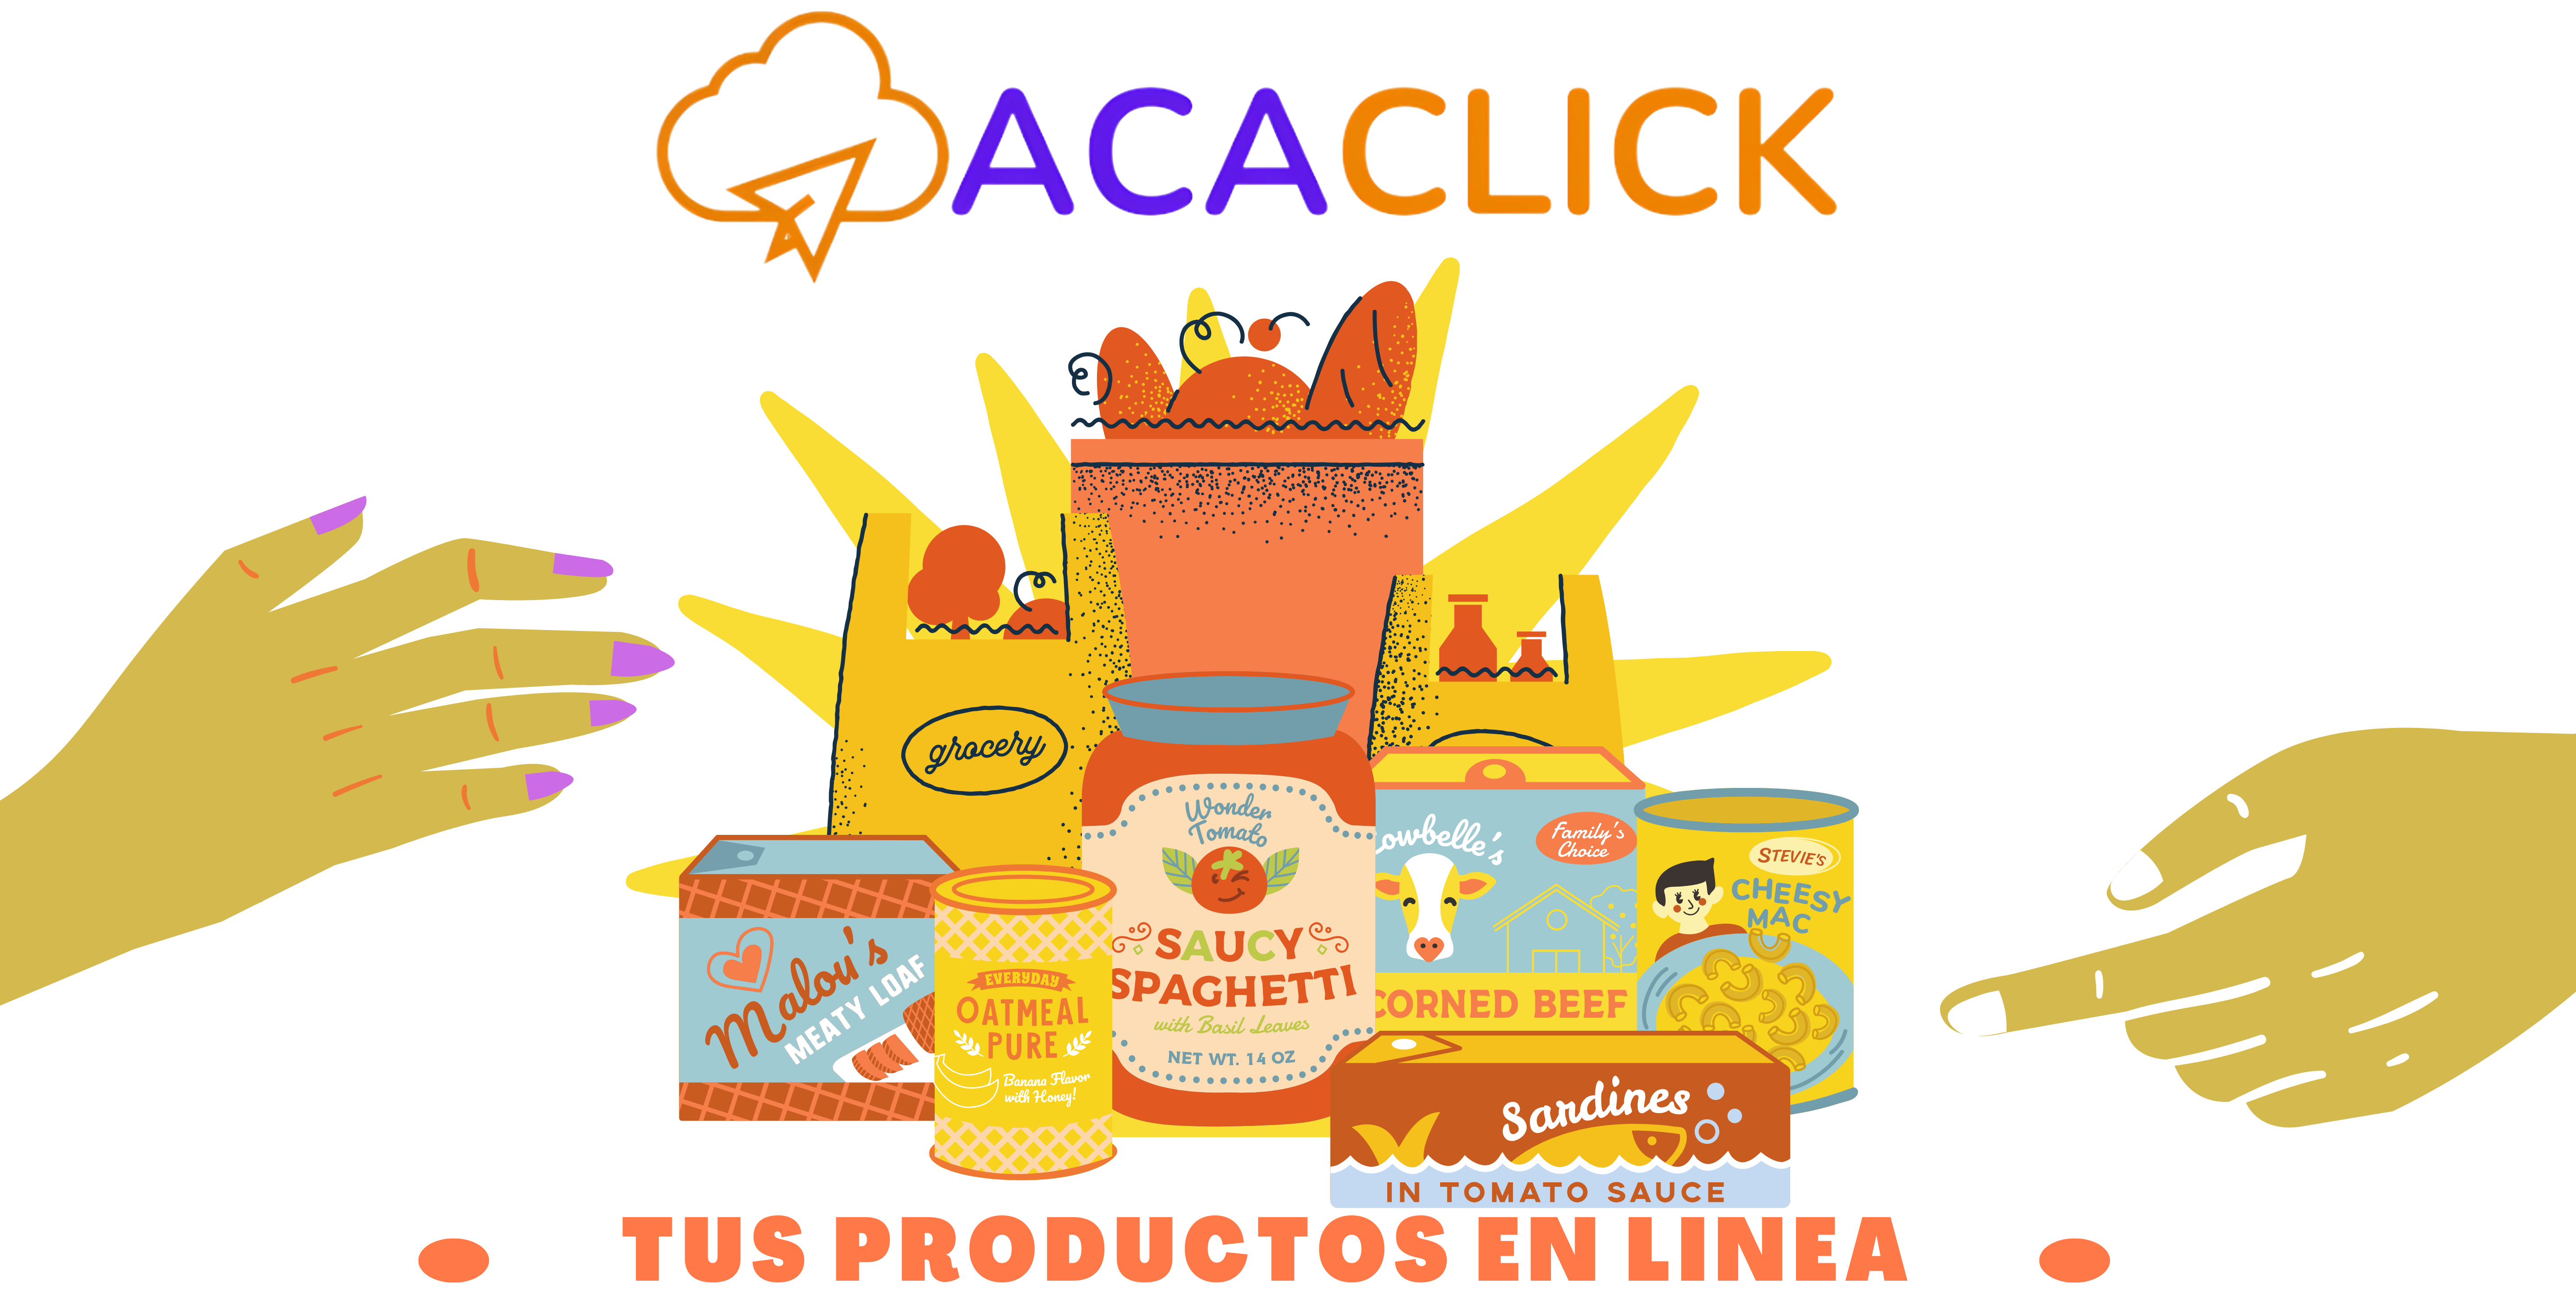 ACACLICK
grocery
Wonder
Tomato
SAUCY
SPAGHETTI
with Basil Leaves
NET WT. 14 OZ
owbelle's
Family's
Choice
CORNED BEEF
STEVIE'S
CHEESY
MAC
Malou's
MEATY LOAF
EVERYDAY
OATMEAL
PURE
Banana Flavor
with Honey!
Sardines
IN TOMATO SAUCE
TUS PRODUCTOS EN LINEA